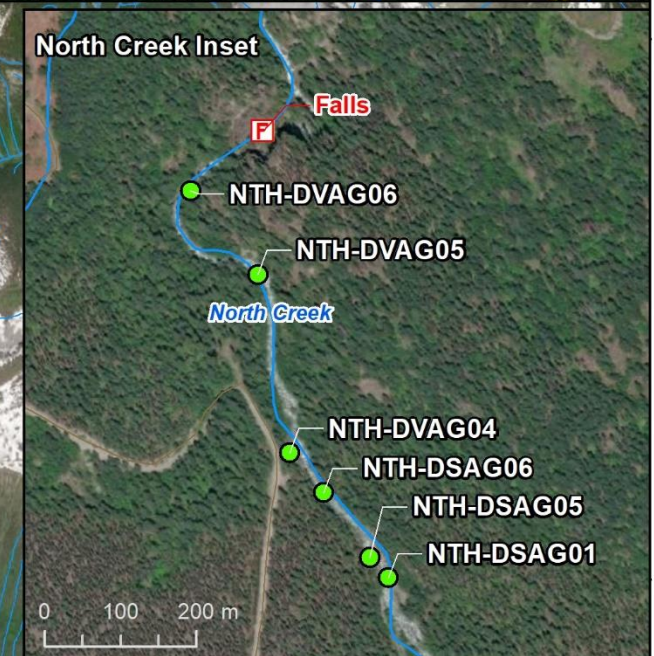 North Creek Inset
Falls
F
NTH-DVAG06
NTH-DVAG05
North Creek
NTH-DVAG04
NTH-DSAG06
NTH-DSAG05
NTH-DSAG01
0 100 200 m